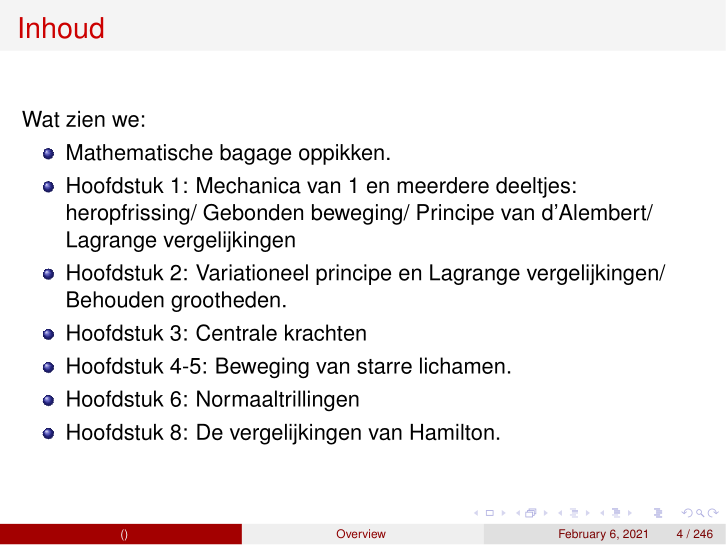 Inhoud
Wat zien we:
Mathematische bagage oppikken.
Hoofdstuk 1: Mechanica van 1 en meerdere deeltjes:
heropfrissing/ Gebonden beweging/ Principe van d'Alembert/
Lagrange vergelijkingen
Hoofdstuk 2: Variationeel principe en Lagrange vergelijkingen/
Behouden grootheden.
Hoofdstuk 3: Centrale krachten
Hoofdstuk 4-5: Beweging van starre lichamen.
Hoofdstuk 6: Normaaltrillingen
Hoofdstuk 8: De vergelijkingen van Hamilton.
() Overview February 6, 2021 4 / 246